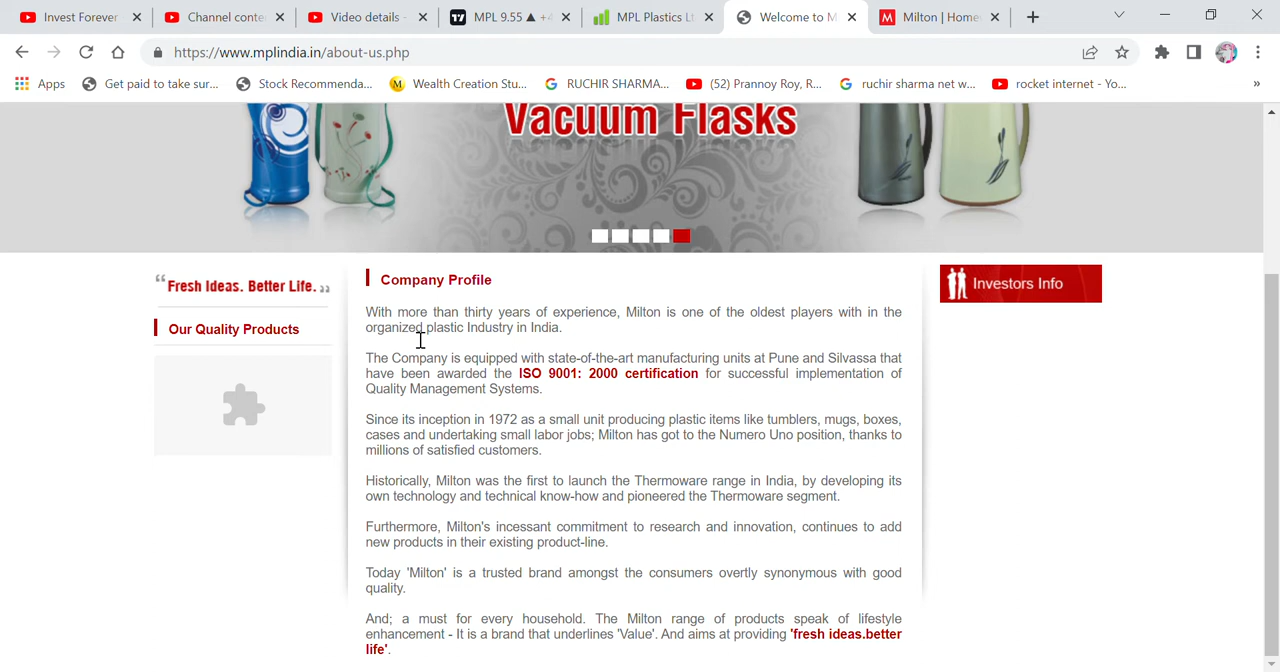 Invest Forever
Channel conte
Video details -
MPL 9.55 ▲ +4
MPL Plastics Lt
Welcome to M
Milton | Home
https://www.mplindia.in/about-us.php
Apps
Get paid to take sur...
Stock Recommenda...
Wealth Creation Stu...
RUCHIR SHARMA...
(52) Prannoy Roy, R...
ruchir sharma net w...
rocket internet - Yo...
»
Vacuum Flasks
“Fresh Ideas. Better Life.”
Our Quality Products
Company Profile
With more than thirty years of experience, Milton is one of the oldest players with in the
organized plastic Industry in India.
The Company is equipped with state-of-the-art manufacturing units at Pune and Silvassa that
have been awarded the ISO 9001: 2000 certification for successful implementation of
Quality Management Systems.
Since its inception in 1972 as a small unit producing plastic items like tumblers, mugs, boxes,
cases and undertaking small labor jobs; Milton has got to the Numero Uno position, thanks to
millions of satisfied customers.
Historically, Milton was the first to launch the Thermoware range in India, by developing its
own technology and technical know-how and pioneered the Thermoware segment.
Furthermore, Milton's incessant commitment to research and innovation, continues to add
new products in their existing product-line.
Today 'Milton' is a trusted brand amongst the consumers overtly synonymous with good
quality.
And; a must for every household. The Milton range of products speak of lifestyle
enhancement - It is a brand that underlines 'Value'. And aims at providing 'fresh ideas.better
life'.
Investors Info